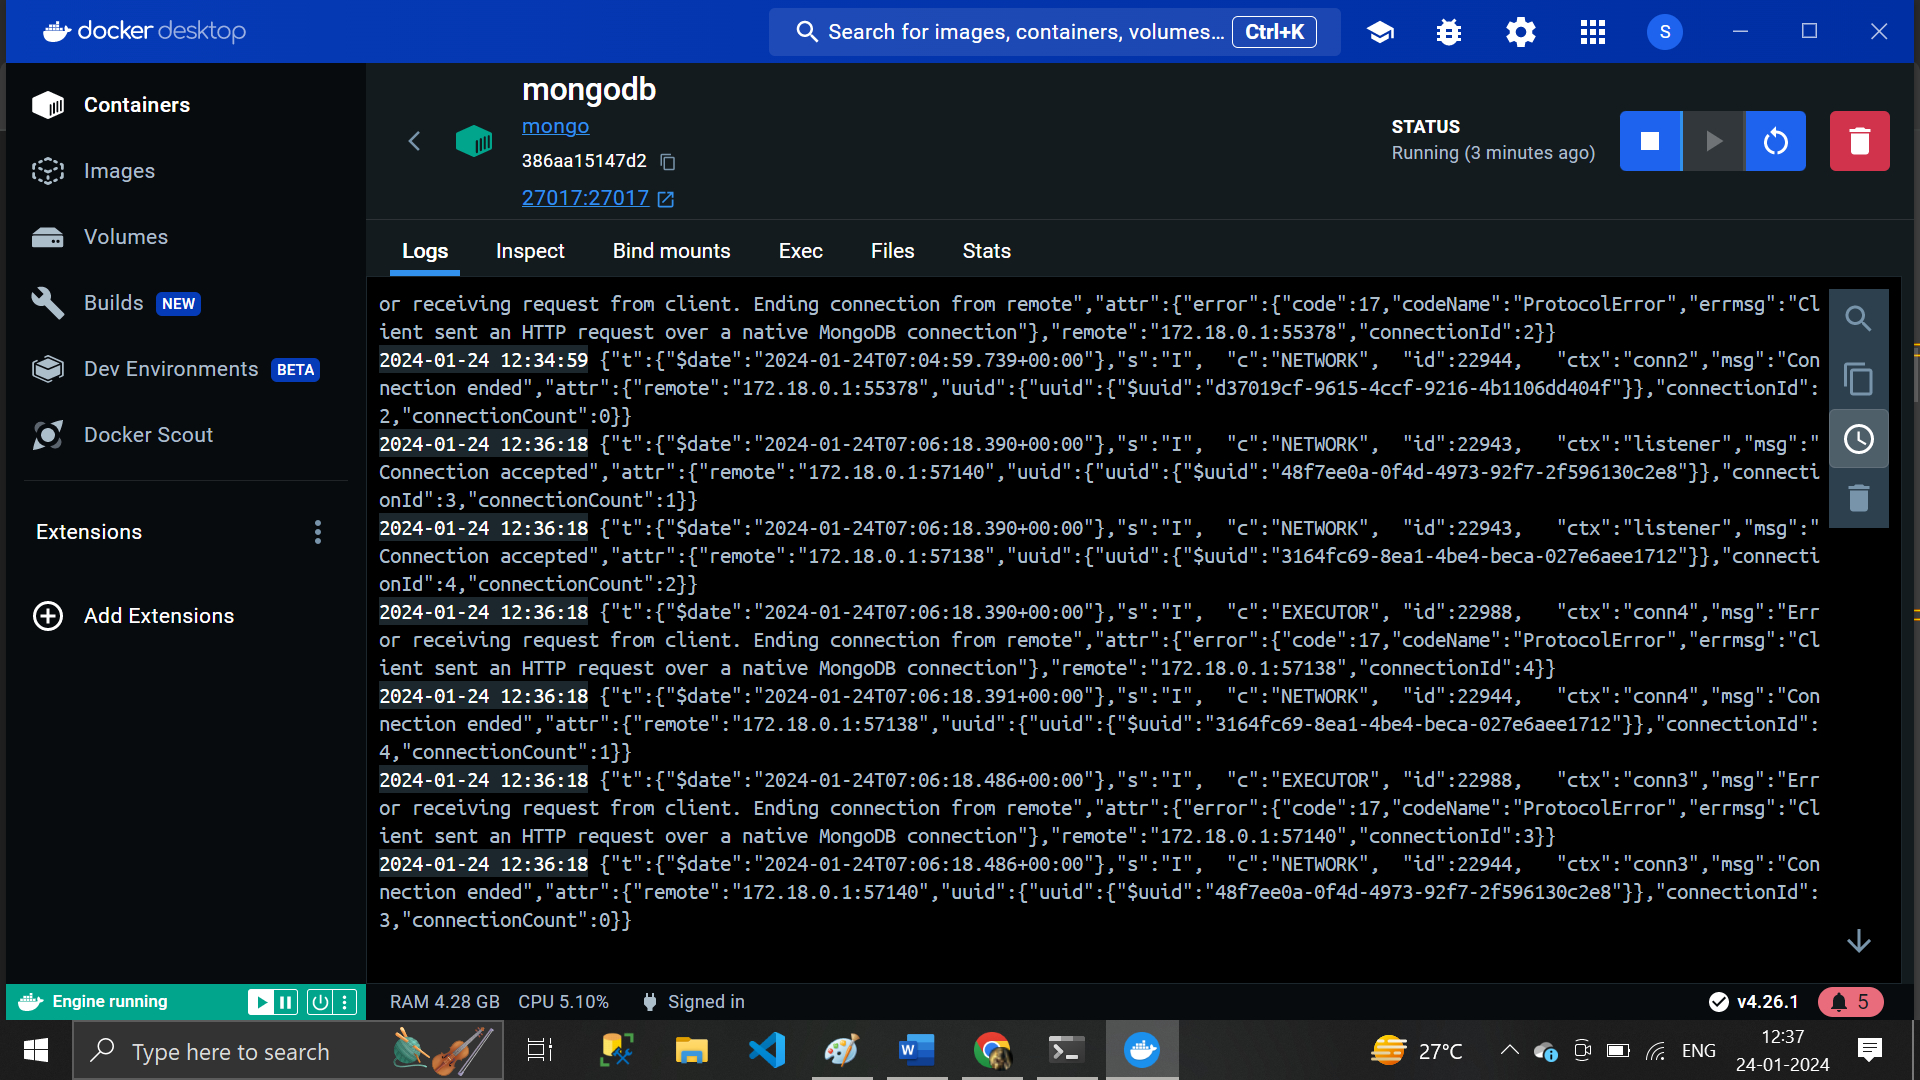 docker desktop
Search for images, containers, volumes... Ctrl+K
S
Containers
Images
Volumes
Builds NEW
Dev Environments BETA
Docker Scout
Extensions
Add Extensions
mongodb
mongo
386aa15147d2
27017:27017
STATUS
Running (3 minutes ago)
Logs Inspect Bind mounts Exec Files Stats
or receiving request from client. Ending connection from remote","attr":{"error":{"code":17,"codeName":"ProtocolError","errmsg":"Cl
ient sent an HTTP request over a native MongoDB connection"},"remote":"172.18.0.1:55378","connectionId":2}}
2024-01-24 12:34:59 {"t":{"$date":"2024-01-24T07:04:59.739+00:00"},"s":"I", "c":"NETWORK", "id":22944, "ctx":"conn2","msg":"Con
nection ended","attr":{"remote":"172.18.0.1:55378","uuid":{"uuid":{"$uuid":"d37019cf-9615-4ccf-9216-4b1106dd404f"}},"connectionId":
2,"connectionCount":0}}
2024-01-24 12:36:18 {"t":{"$date":"2024-01-24T07:06:18.390+00:00"},"s":"I", "c":"NETWORK", "id":22943, "ctx":"listener","msg":"
Connection accepted","attr":{"remote":"172.18.0.1:57140","uuid":{"uuid":{"$uuid":"48f7ee0a-0f4d-4973-92f7-2f596130c2e8"}},"connecti
onId":3,"connectionCount":1}}
2024-01-24 12:36:18 {"t":{"$date":"2024-01-24T07:06:18.390+00:00"},"s":"I", "c":"NETWORK", "id":22943, "ctx":"listener","msg":"
Connection accepted","attr":{"remote":"172.18.0.1:57138","uuid":{"uuid":{"$uuid":"3164fc69-8ea1-4be4-beca-027e6aee1712"}},"connecti
onId":4,"connectionCount":2}}
2024-01-24 12:36:18 {"t":{"$date":"2024-01-24T07:06:18.390+00:00"},"s":"I", "c":"EXECUTOR", "id":22988, "ctx":"conn4","msg":"Err
or receiving request from client. Ending connection from remote","attr":{"error":{"code":17,"codeName":"ProtocolError","errmsg":"Cl
ient sent an HTTP request over a native MongoDB connection"},"remote":"172.18.0.1:57138","connectionId":4}}
2024-01-24 12:36:18 {"t":{"$date":"2024-01-24T07:06:18.391+00:00"},"s":"I", "c":"NETWORK", "id":22944, "ctx":"conn4","msg":"Con
nection ended","attr":{"remote":"172.18.0.1:57138","uuid":{"uuid":{"$uuid":"3164fc69-8ea1-4be4-beca-027e6aee1712"}},"connectionId":
4,"connectionCount":1}}
2024-01-24 12:36:18 {"t":{"$date":"2024-01-24T07:06:18.486+00:00"},"s":"I", "c":"EXECUTOR", "id":22988, "ctx":"conn3","msg":"Err
or receiving request from client. Ending connection from remote","attr":{"error":{"code":17,"codeName":"ProtocolError","errmsg":"Cl
ient sent an HTTP request over a native MongoDB connection"},"remote":"172.18.0.1:57140","connectionId":3}}
2024-01-24 12:36:18 {"t":{"$date":"2024-01-24T07:06:18.486+00:00"},"s":"I", "c":"NETWORK", "id":22944, "ctx":"conn3","msg":"Con
nection ended","attr":{"remote":"172.18.0.1:57140","uuid":{"uuid":{"$uuid":"48f7ee0a-0f4d-4973-92f7-2f596130c2e8"}},"connectionId":
3,"connectionCount":0}}
Engine running
RAM 4.28 GB CPU 5.10% Signed in
v4.26.1
5
Type here to search
W
27°C
ENG
12:37
24-01-2024